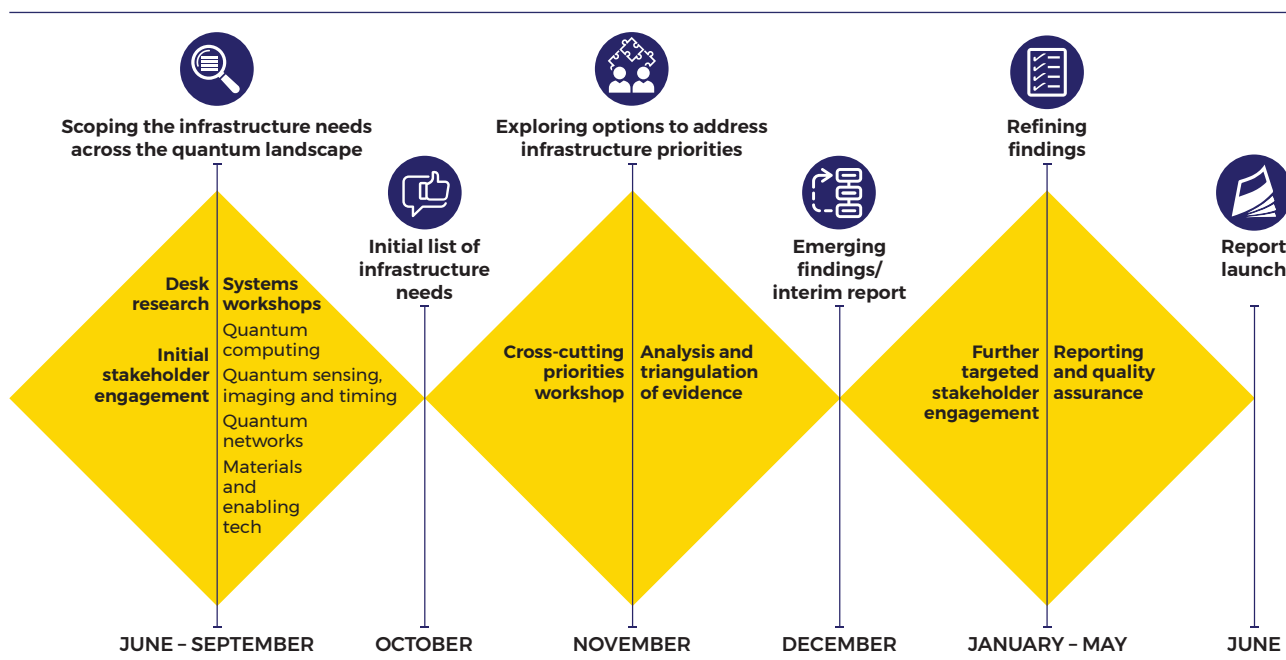 Scoping the infrastructure needs
across the quantum landscape
Exploring options to address
infrastructure priorities
Refining
findings
Initial list of
infrastructure
needs
Emerging
findings/
interim report
Report
launch
Desk
research
Initial
stakeholder
engagement
Systems
workshops
Quantum
computing
Quantum sensing,
imaging and timing
Quantum
networks
Materials
and
enabling
tech
Cross-cutting
priorities
workshop
Analysis and
triangulation
of evidence
Further
targeted
stakeholder
engagement
Reporting
and quality
assurance
JUNE – SEPTEMBER
OCTOBER
NOVEMBER
DECEMBER
JANUARY – MAY
JUNE